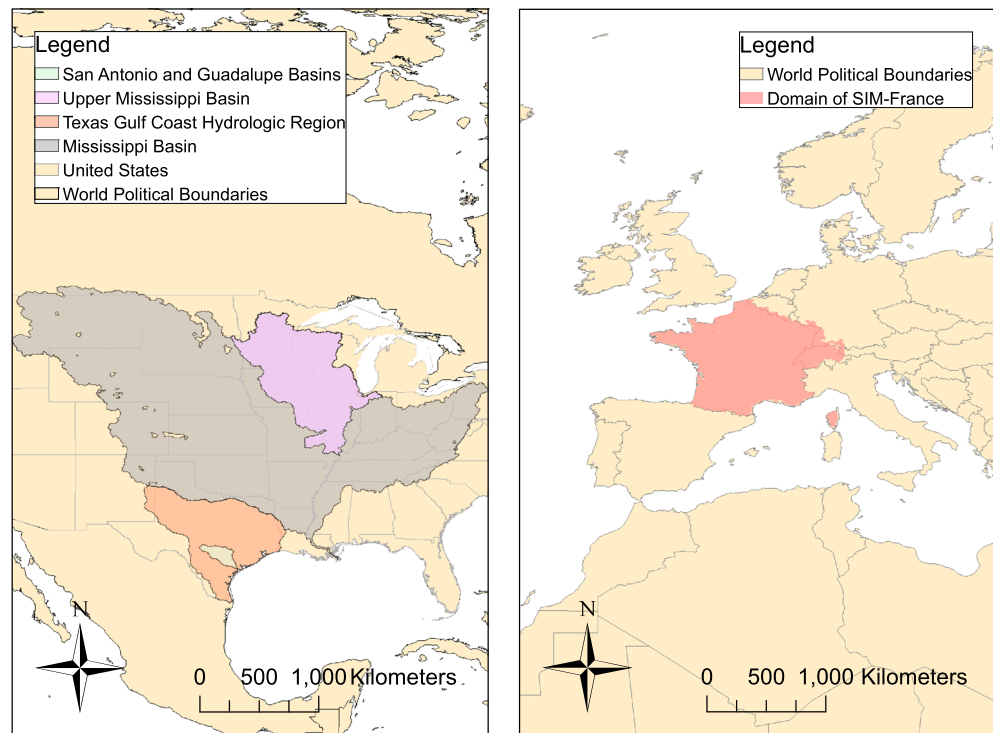 Legend
San Antonio and Guadalupe Basins
Upper Mississippi Basin
Texas Gulf Coast Hydrologic Region
Mississippi Basin
United States
World Political Boundaries
N
0 500 1,000 Kilometers
Legend
World Political Boundaries
Domain of SIM-France
N
0 500 1,000 Kilometers